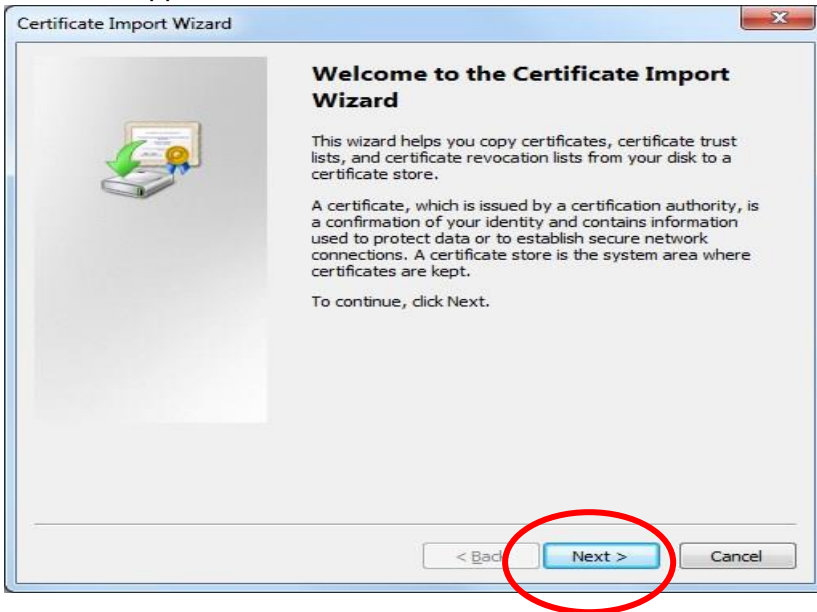 Certificate Import Wizard
Welcome to the Certificate Import
Wizard
This wizard helps you copy certificates, certificate trust
lists, and certificate revocation lists from your disk to a
certificate store.
A certificate, which is issued by a certification authority, is
a confirmation of your identity and contains information
used to protect data or to establish secure network
connections. A certificate store is the system area where
certificates are kept.
To continue, click Next.
< Back Next > Cancel